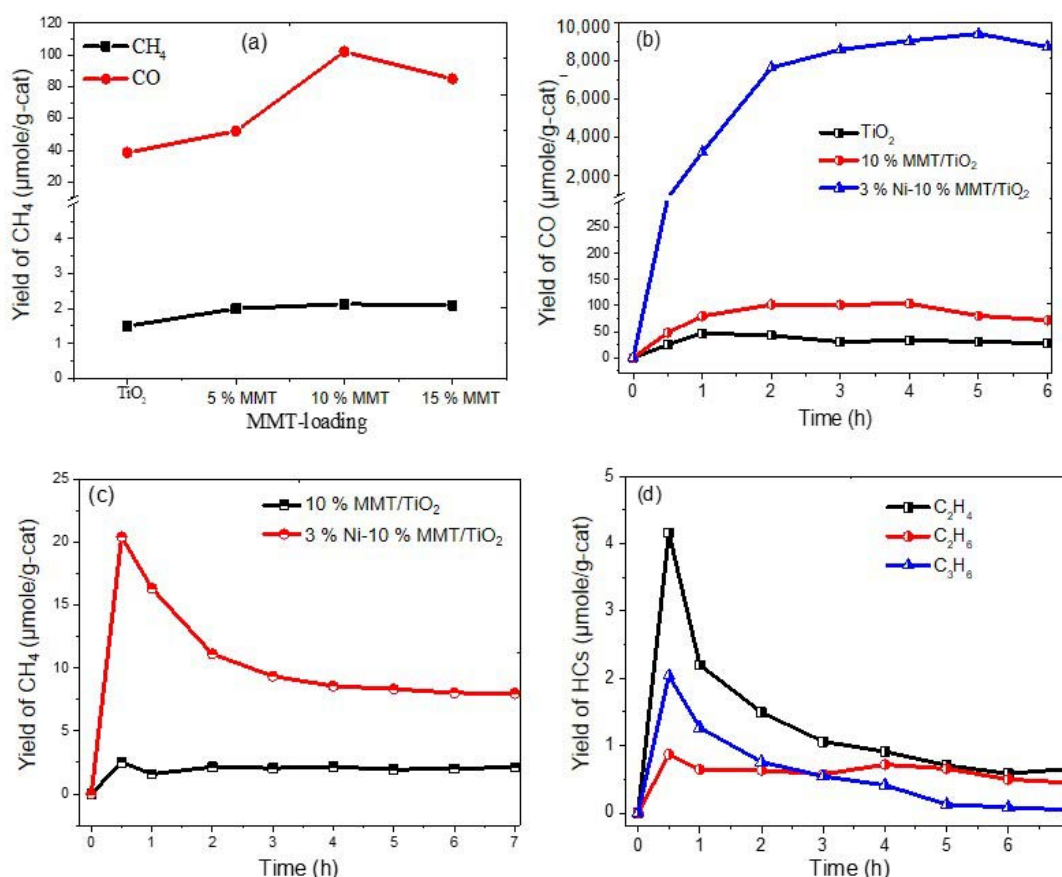 (a)
CH₄
CO
Yield of CH₄ (µmole/g-cat)
120
100
80
60
40
20
4
3
2
1
0
TiO₂
5 % MMT
10 % MMT
15 % MMT
MMT-loading
(b)
TiO₂
10 % MMT/TiO₂
3 % Ni-10 % MMT/TiO₂
Yield of CO (µmole/g-cat)
10,000
8,000
6,000
4,000
2,000
250
200
150
100
50
0
0 1 2 3 4 5 6
Time (h)
(c)
10 % MMT/TiO₂
3 % Ni-10 % MMT/TiO₂
Yield of CH₄ (µmole/g-cat)
25
20
15
10
5
0
0 1 2 3 4 5 6 7
Time (h)
(d)
C₂H₄
C₂H₆
C₃H₆
Yield of HCs (µmole/g-cat)
5
4
3
2
1
0
0 1 2 3 4 5 6
Time (h)